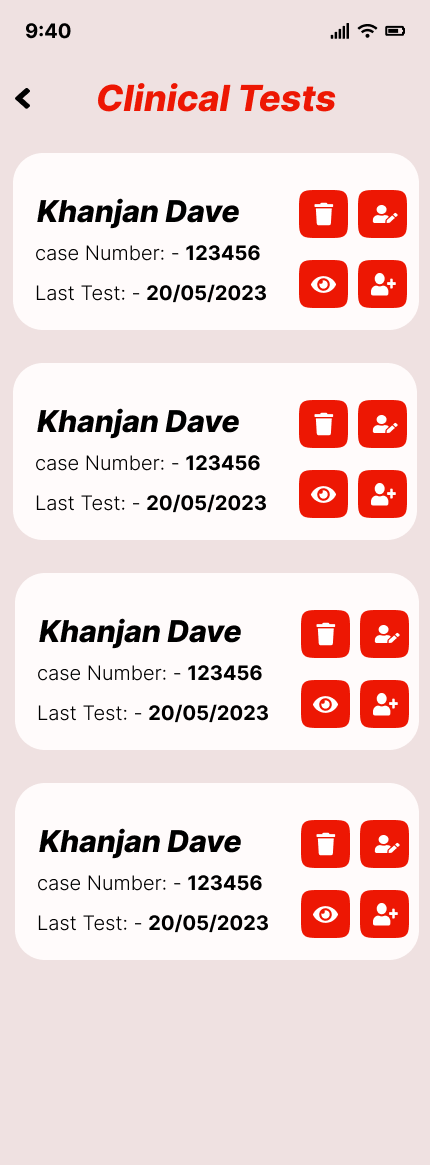 9:40
Clinical Tests
Khanjan Dave
case Number: - 123456
Last Test: - 20/05/2023
Khanjan Dave
case Number: - 123456
Last Test: - 20/05/2023
Khanjan Dave
case Number: - 123456
Last Test: - 20/05/2023
Khanjan Dave
case Number: - 123456
Last Test: - 20/05/2023